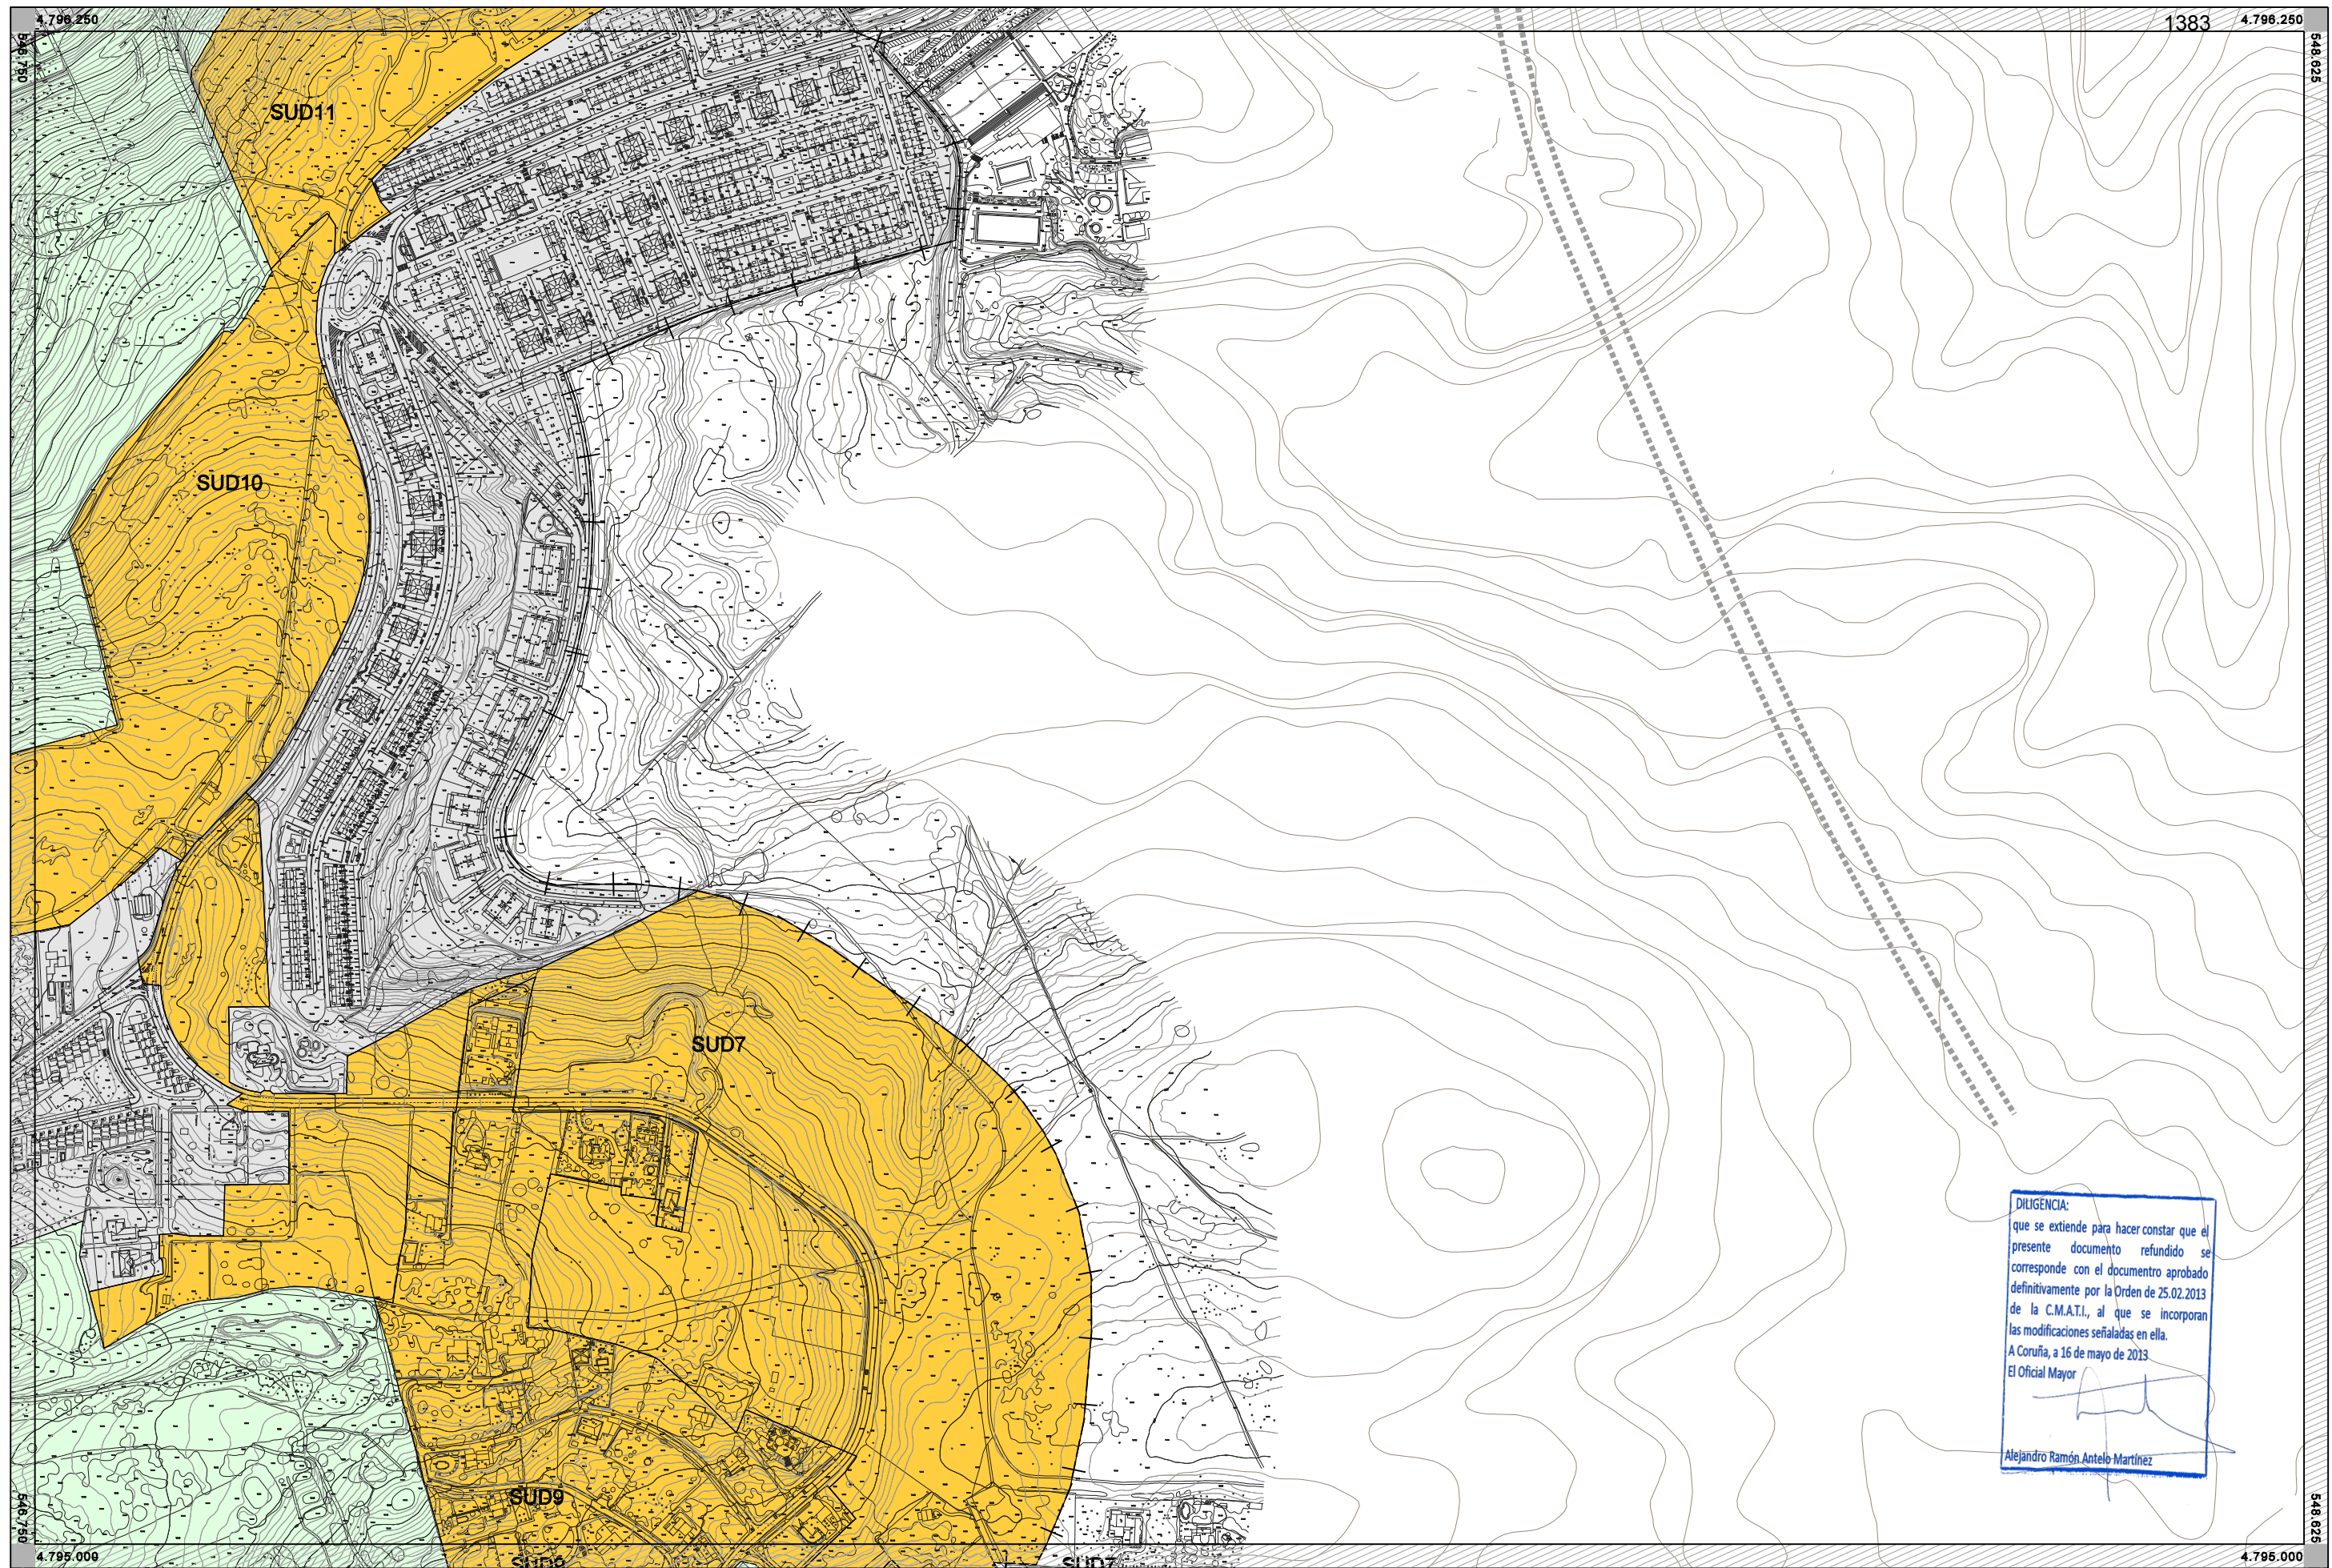 4.796.250
1383
4.796.250
546.750
548.625
SUD11
SUD10
SUD7
DILIGENCIA:
que se extiende para hacer constar que el
presente documento refundido se
corresponde con el documentro aprobado
definitivamente por la Orden de 25.02.2013
de la C.M.A.T.I., al que se incorporan
las modificaciones señaladas en ella.
A Coruña, a 16 de mayo de 2013
El Oficial Mayor
Alejandro Ramón Antelo Martínez
SUD9
546.750
548.625
4.795.000
SUD9
SUD7
4.795.000